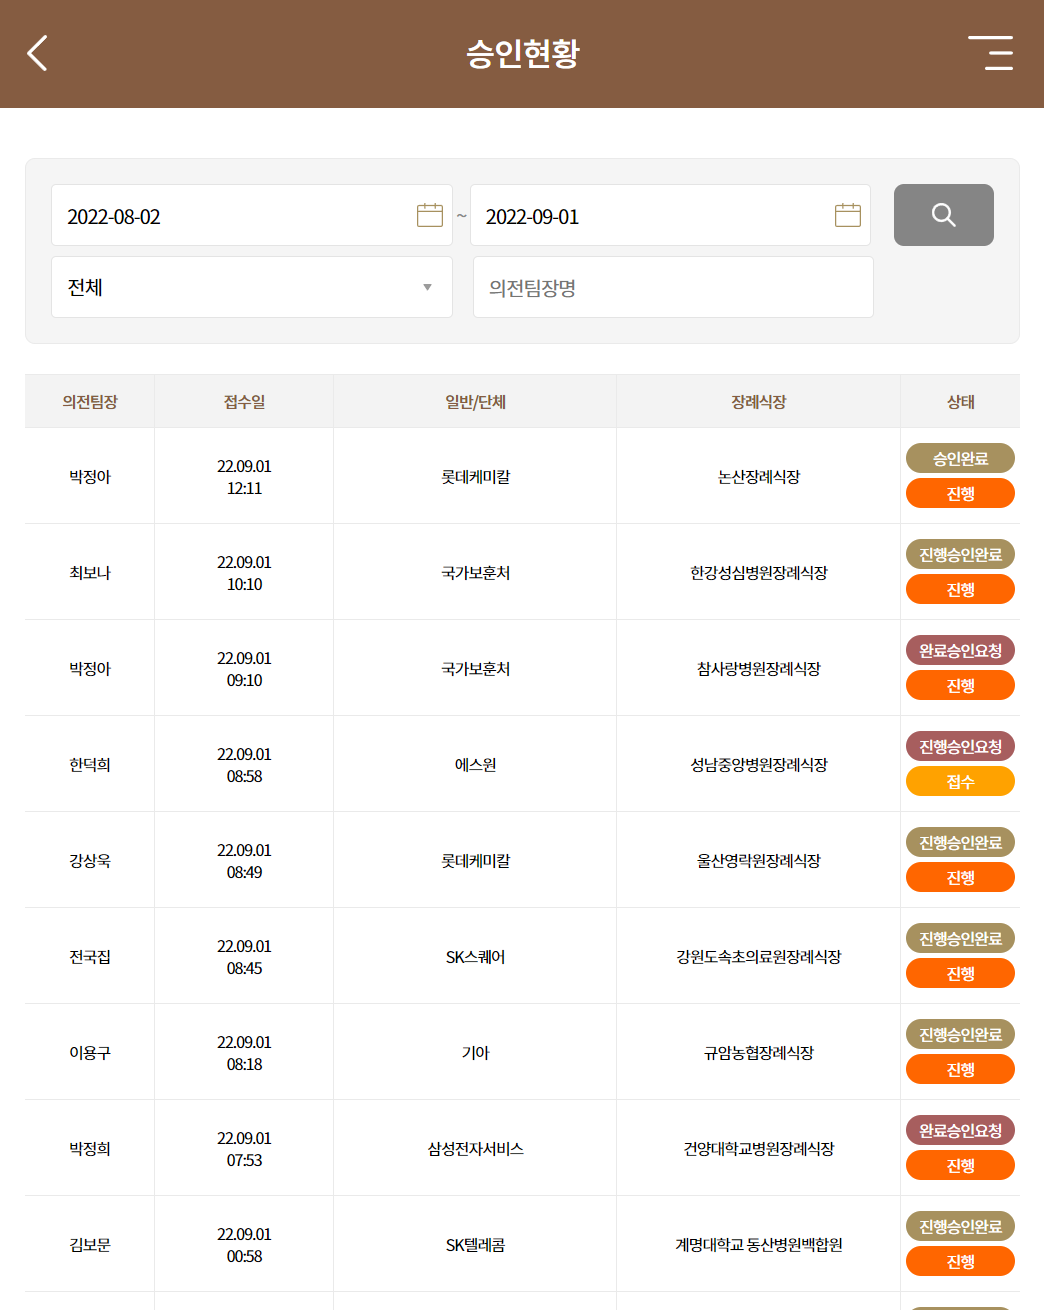 승인현황
2022-08-02 ~ 2022-09-01
전체 의전팀장명
의전팀장 접수일 일반/단체 장례식장 상태
박정아 22.09.01 12:11 롯데케미칼 논산장례식장 승인완료 진행
최보나 22.09.01 10:10 국가보훈처 한강성심병원장례식장 진행승인완료 진행
박정아 22.09.01 09:10 국가보훈처 참사랑병원장례식장 완료승인요청 진행
한덕희 22.09.01 08:58 에스원 성남중앙병원장례식장 진행승인요청 접수
강상욱 22.09.01 08:49 롯데케미칼 울산영락원장례식장 진행승인완료 진행
전국집 22.09.01 08:45 SK스퀘어 강원도속초의료원장례식장 진행승인완료 진행
이용구 22.09.01 08:18 기아 규암농협장례식장 진행승인완료 진행
박정희 22.09.01 07:53 삼성전자서비스 건양대학교병원장례식장 완료승인요청 진행
김보문 22.09.01 00:58 SK텔레콤 계명대학교 동산병원백합원 진행승인완료 진행